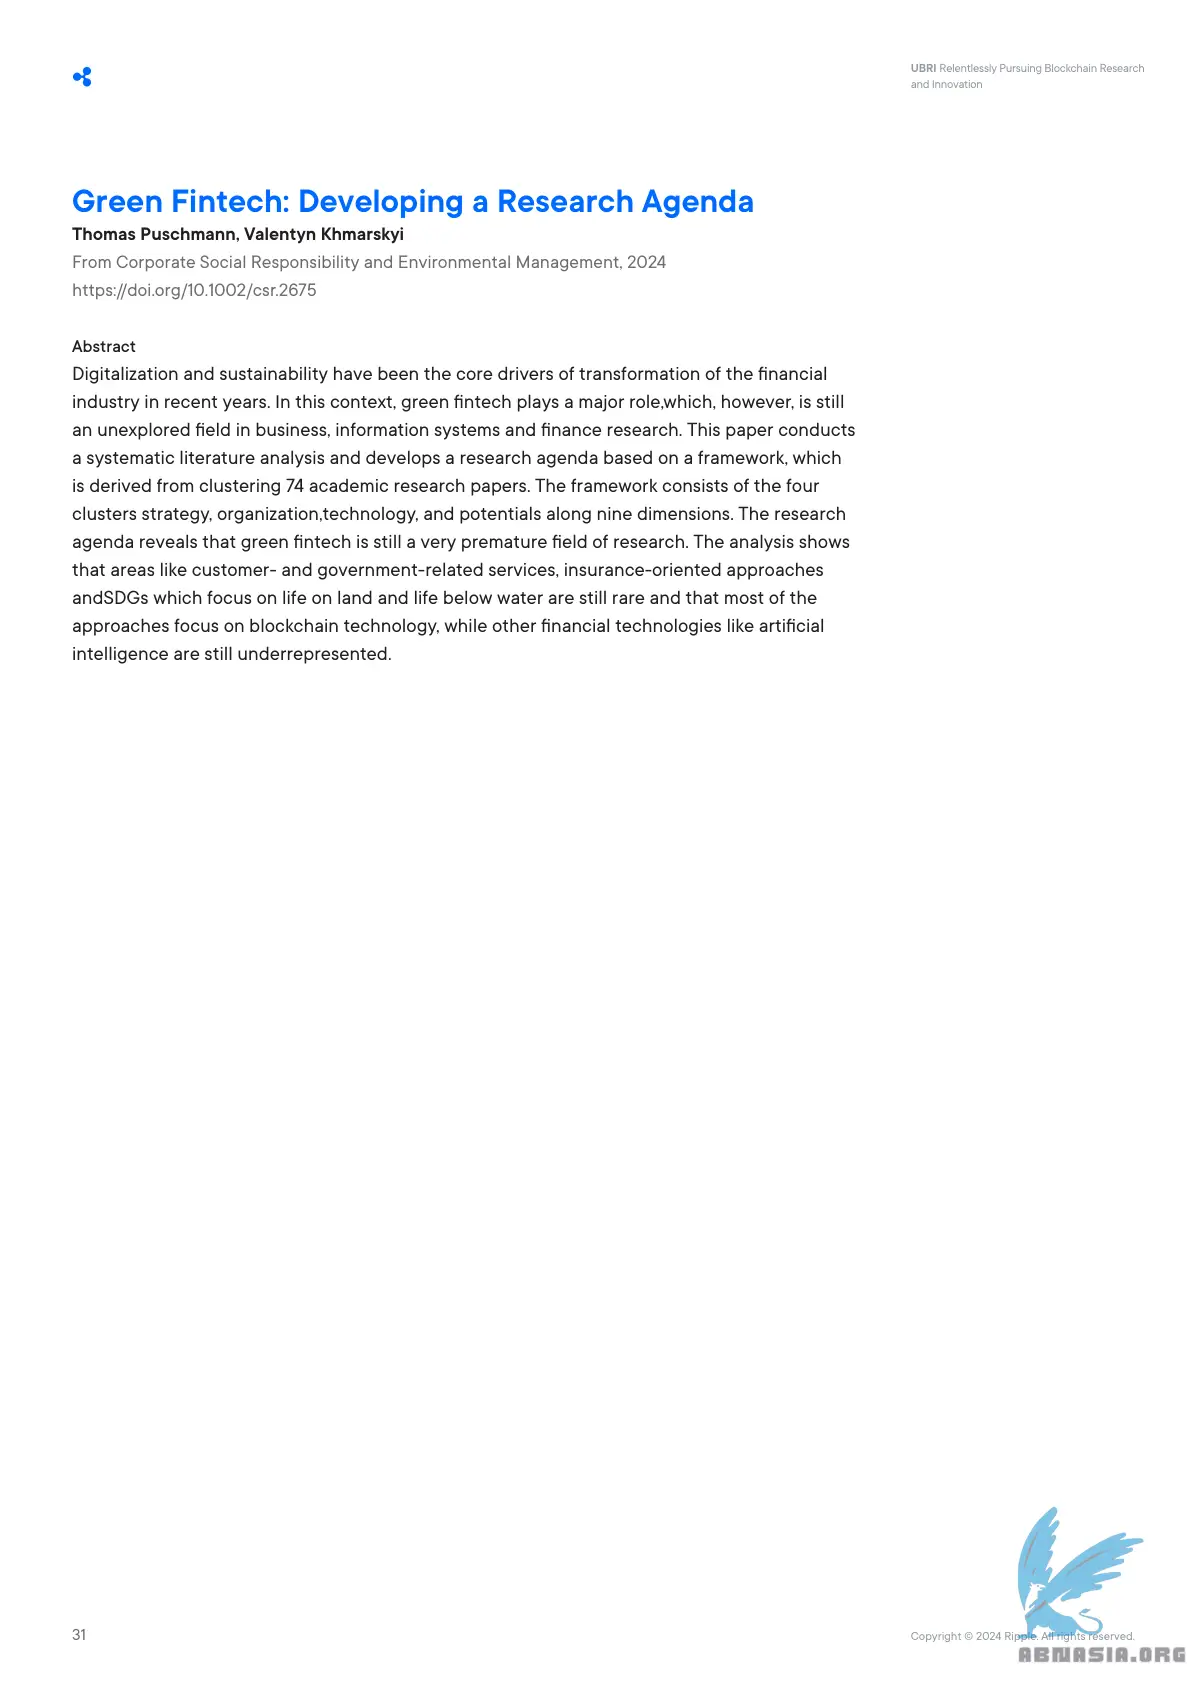 UBRI Relentlessly Pursuing Blockchain Research
and Innovation
Green Fintech: Developing a Research Agenda
Thomas Puschmann, Valentyn Khmarskyi
From Corporate Social Responsibility and Environmental Management, 2024
https://doi.org/10.1002/csr.2675
Abstract
Digitalization and sustainability have been the core drivers of transformation of the financial
industry in recent years. In this context, green fintech plays a major role,which, however, is still
an unexplored field in business, information systems and finance research. This paper conducts
a systematic literature analysis and develops a research agenda based on a framework, which
is derived from clustering 74 academic research papers. The framework consists of the four
clusters strategy, organization,technology, and potentials along nine dimensions. The research
agenda reveals that green fintech is still a very premature field of research. The analysis shows
that areas like customer- and government-related services, insurance-oriented approaches
andSDGs which focus on life on land and life below water are still rare and that most of the
approaches focus on blockchain technology, while other financial technologies like artificial
intelligence are still underrepresented.
31
Copyright © 2024 Ripple. All rights reserved.
ABNASIA.ORG